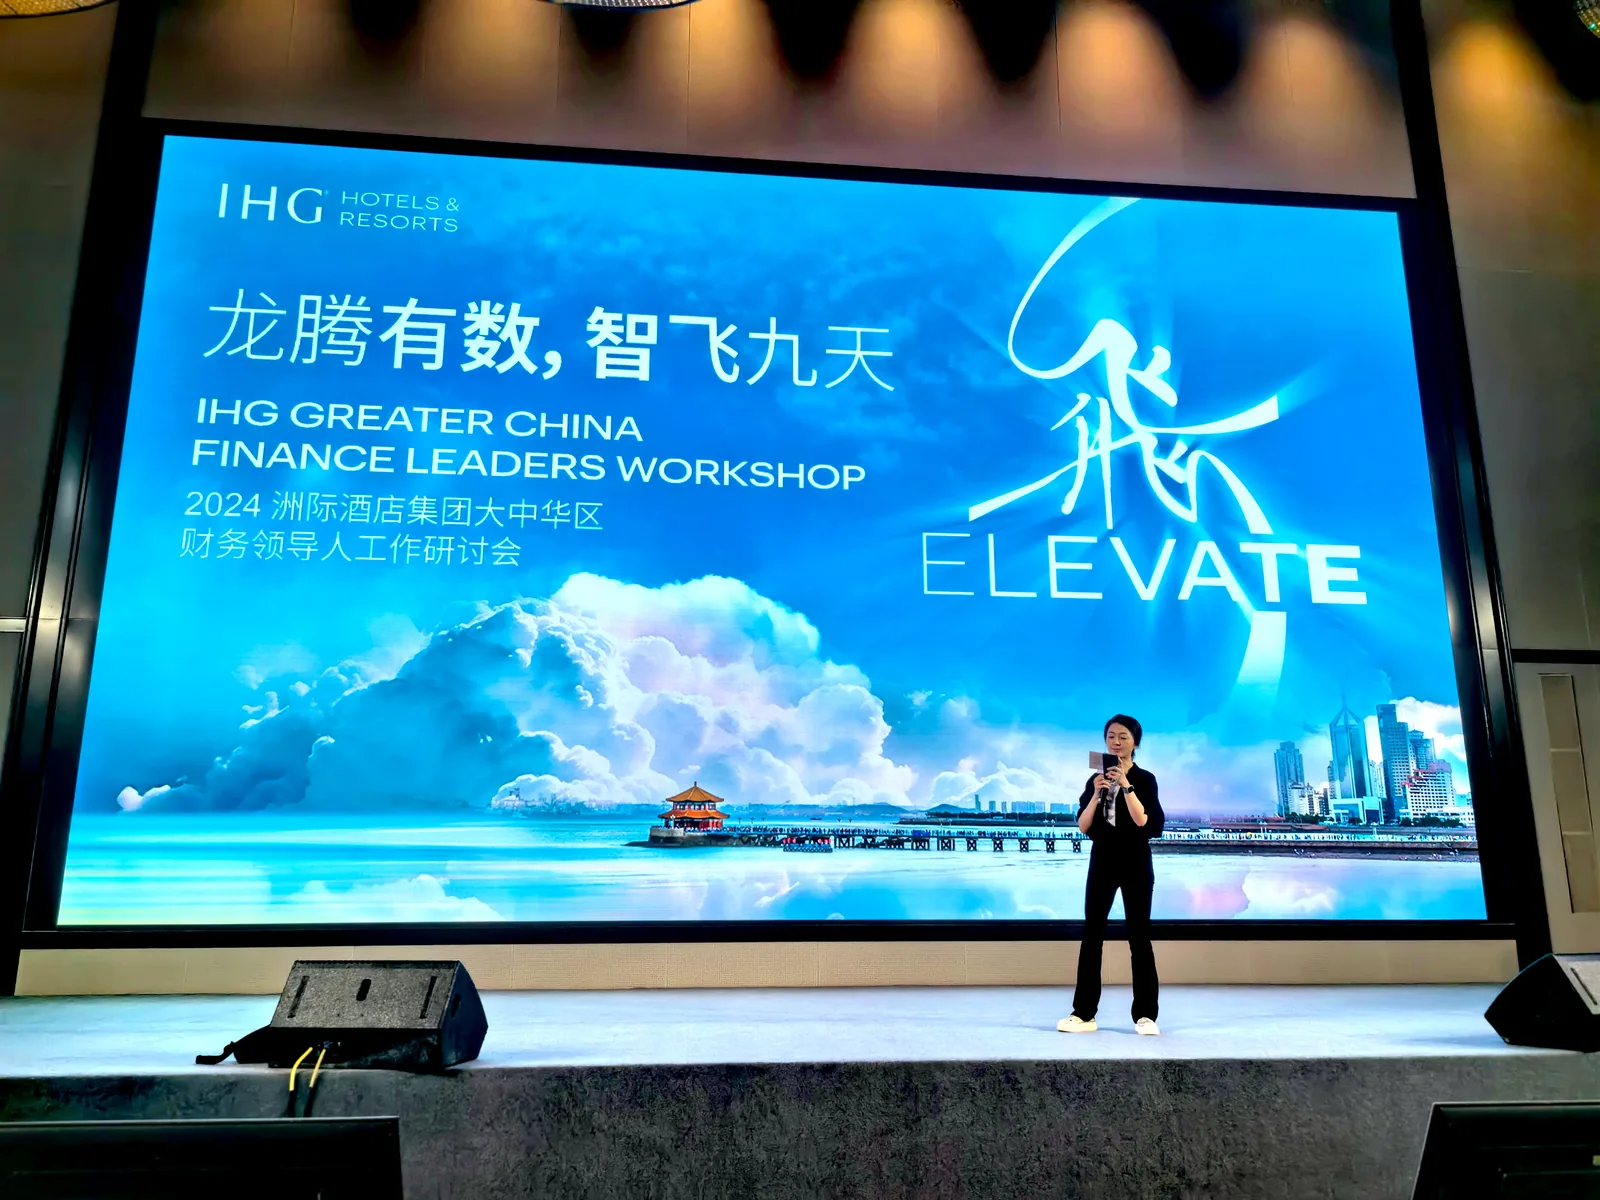 IHG® HOTELS &
RESORTS
龙腾有数，智飞九天
IHG GREATER CHINA
FINANCE LEADERS WORKSHOP
2024 洲际酒店集团大中华区
财务领导人工作研讨会
飛
ELEVATE